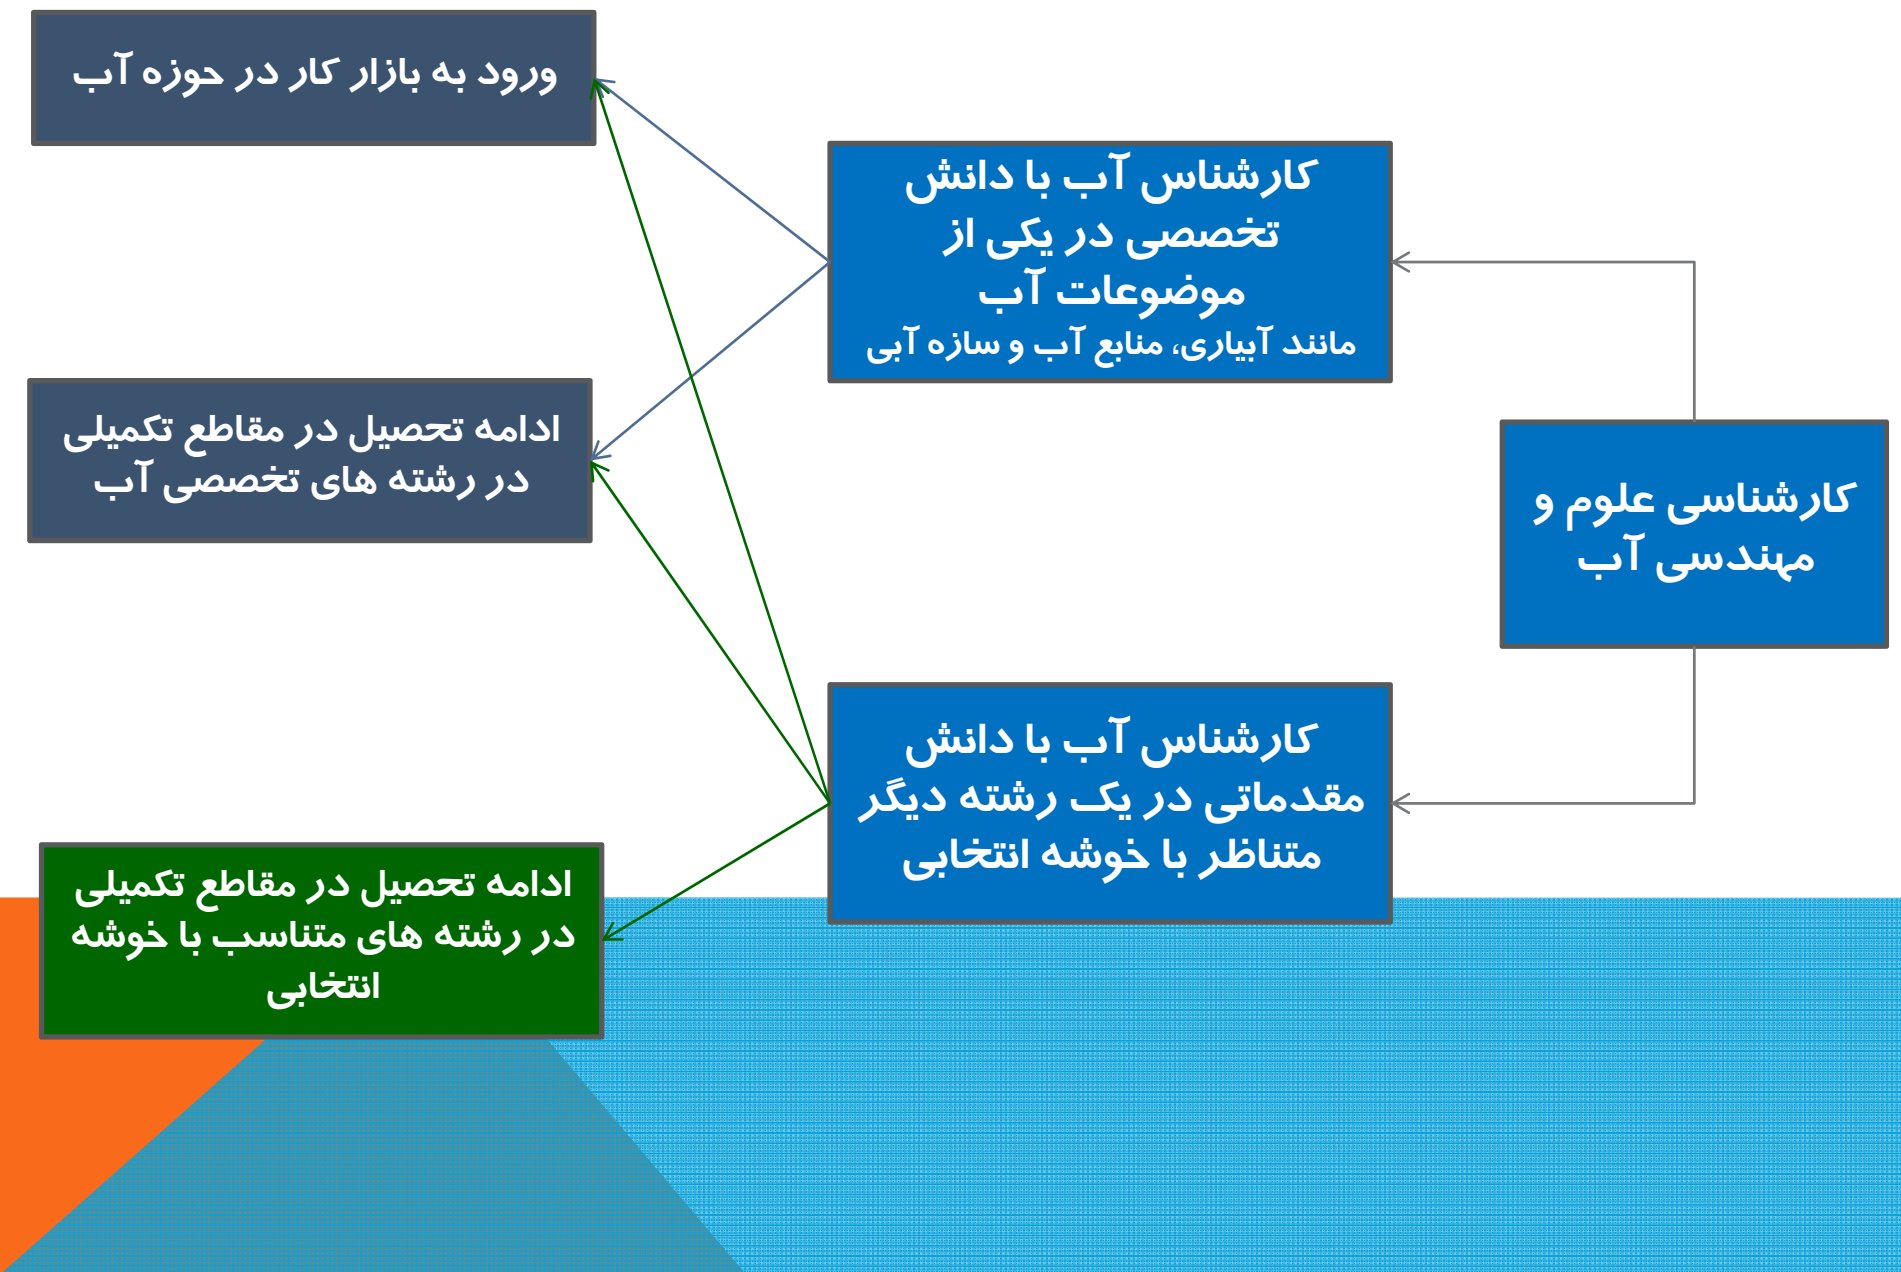 کارشناسی علوم و
مهندسی آب
کارشناس آب با دانش
تخصصی در یکی از
موضوعات آب
مانند آبیاری، منابع آب و سازه آبی
کارشناس آب با دانش
مقدماتی در یک رشته دیگر
متناظر با خوشه انتخابی
ورود به بازار کار در حوزه آب
ادامه تحصیل در مقاطع تکمیلی
در رشته های تخصصی آب
ادامه تحصیل در مقاطع تکمیلی
در رشته های متناسب با خوشه
انتخابی